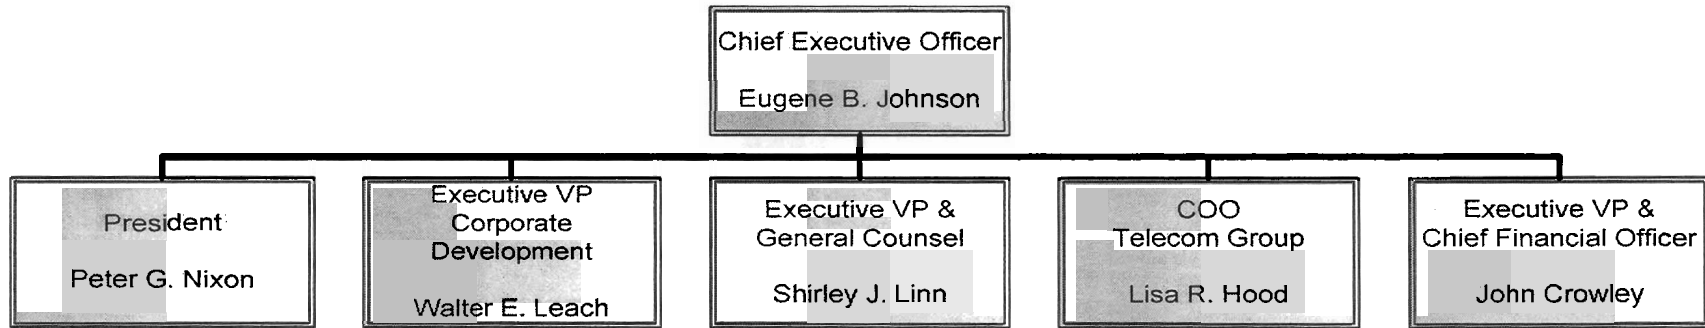 Chief Executive Officer
Eugene B. Johnson
President
Peter G. Nixon
Executive VP
Corporate
Development
Walter E. Leach
Executive VP &
General Counsel
Shirley J. Linn
COO
Telecom Group
Lisa R. Hood
Executive VP &
Chief Financial Officer
John Crowley